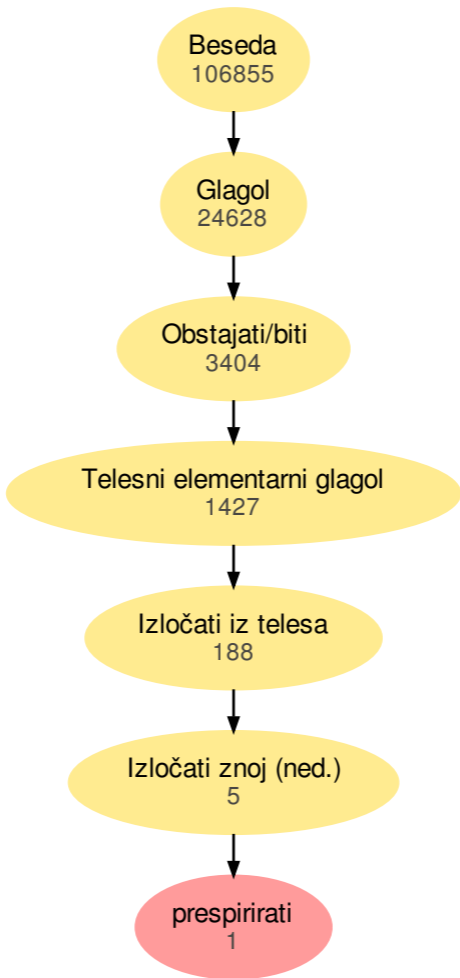 Beseda
106855
Glagol
24628
Obstajati/biti
3404
Telesni elementarni glagol
1427
Izločati iz telesa
188
Izločati znoj (ned.)
5
prespirirati
1